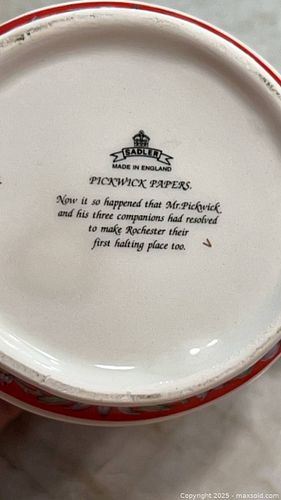 SADLER
MADE IN ENGLAND
PICKWICK PAPERS.
Now it so happened that Mr.Pickwick
and his three companions had resolved
to make Rochester their
first halting place too.
Copyright © 2025 - maxsold.com